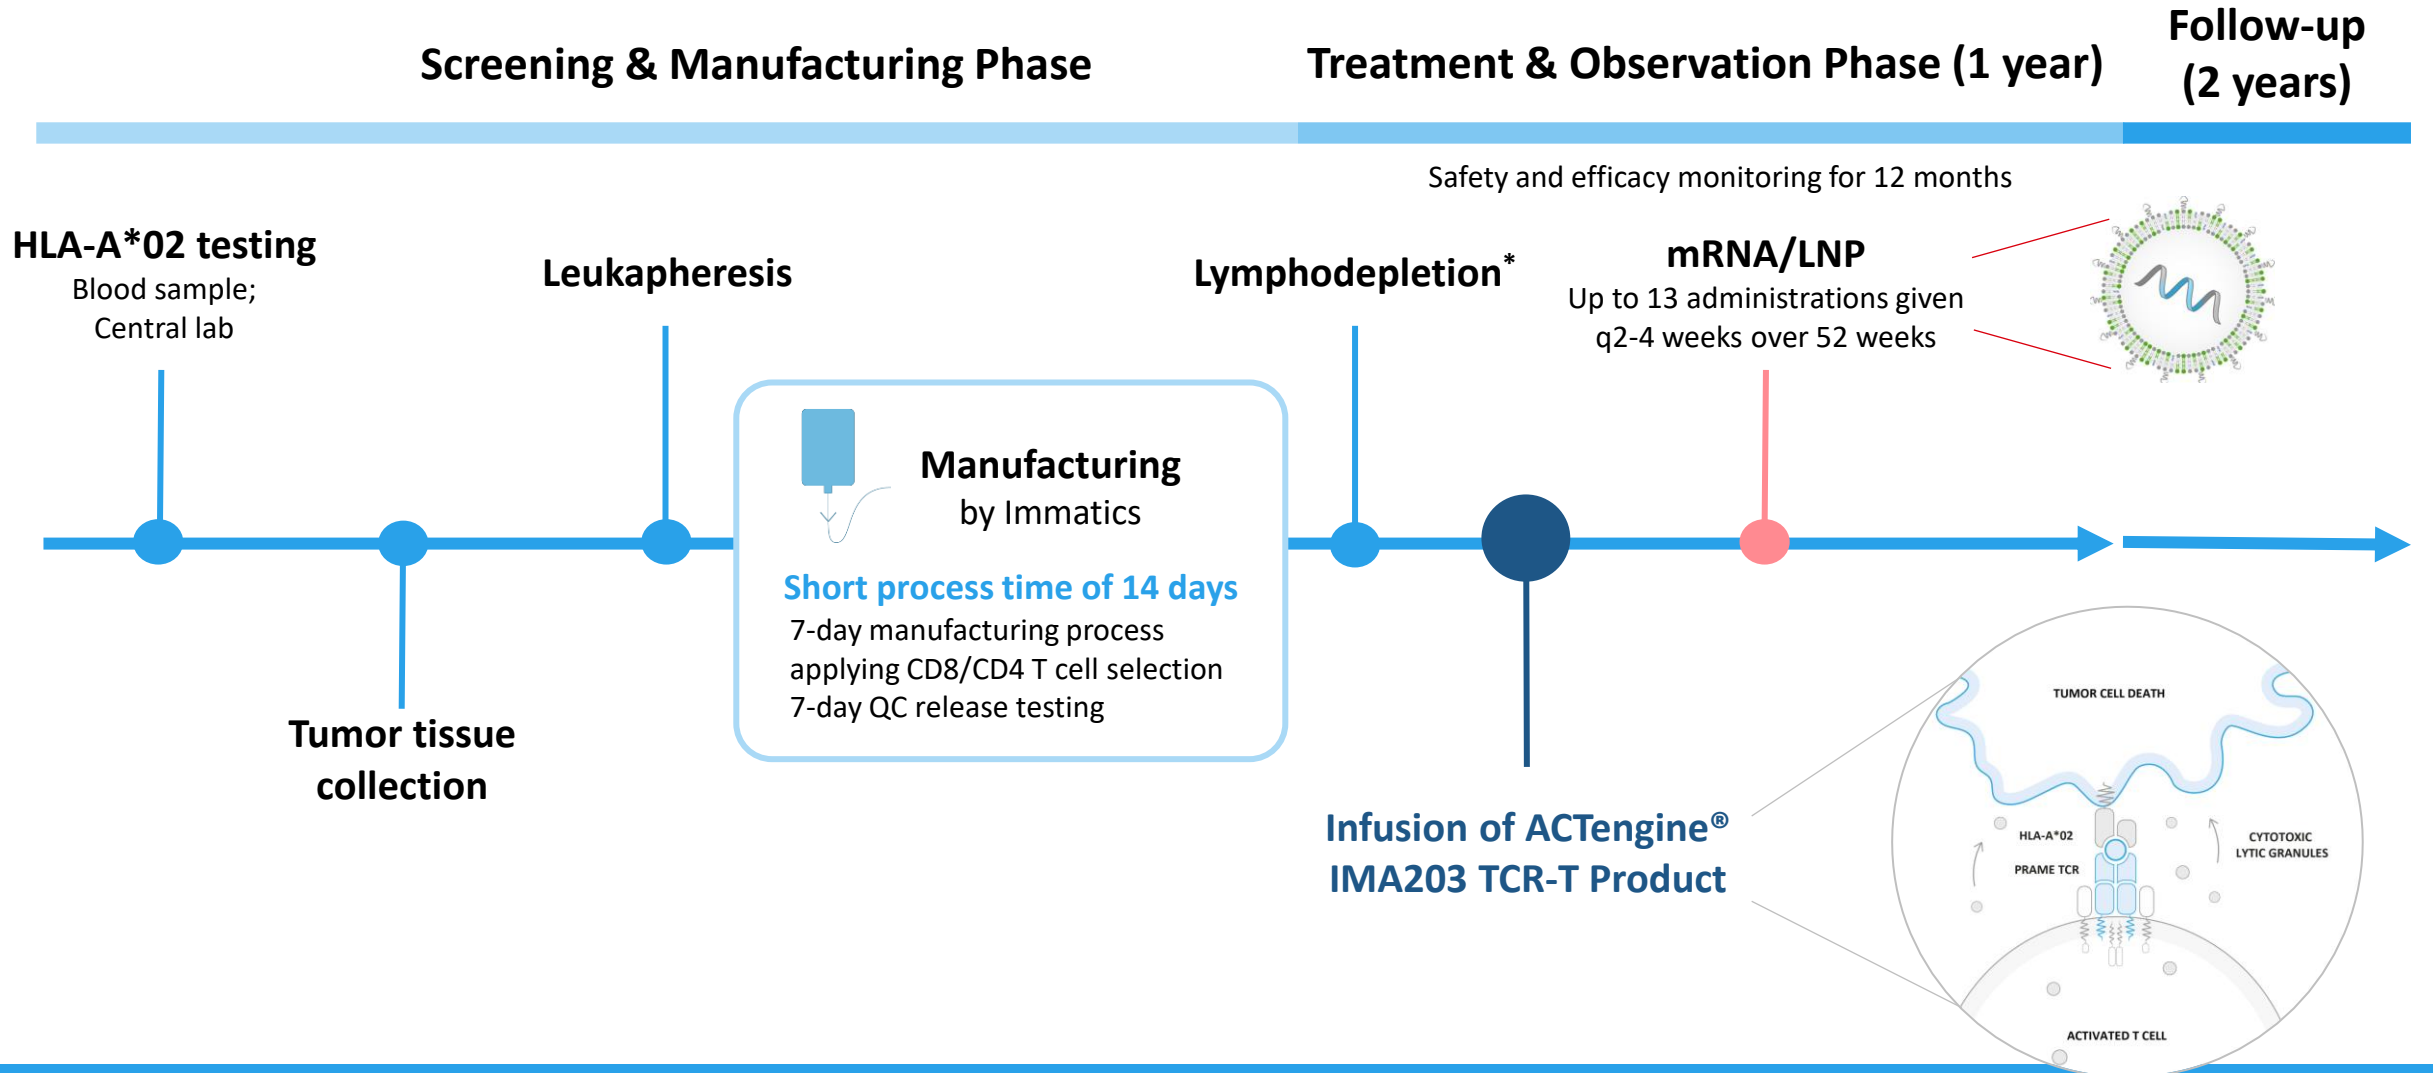 Screening & Manufacturing Phase
Treatment & Observation Phase (1 year)
Follow-up
(2 years)
Safety and efficacy monitoring for 12 months
HLA-A*02 testing
Blood sample;
Central lab
Leukapheresis
Lymphodepletion*
mRNA/LNP
Up to 13 administrations given
q2-4 weeks over 52 weeks
Manufacturing
by Immatics
Short process time of 14 days
7-day manufacturing process
applying CD8/CD4 T cell selection
7-day QC release testing
Tumor tissue
collection
Infusion of ACTengine®
IMA203 TCR-T Product
TUMOR CELL DEATH
HLA-A*02
PRAME TCR
CYTOTOXIC
LYTIC GRANULES
ACTIVATED T CELL